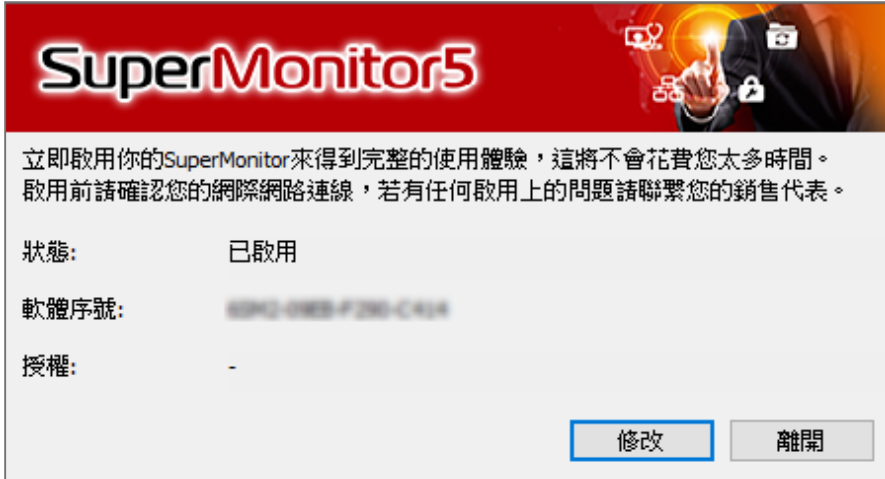 SuperMonitor5
立即啟用你的SuperMonitor來得到完整的使用體驗，這將不會花費您太多時間。
啟用前請確認您的網際網路連線，若有任何啟用上的問題請聯繫您的銷售代表。
狀態: 已啟用
軟體序號:
授權: -
修改 離開